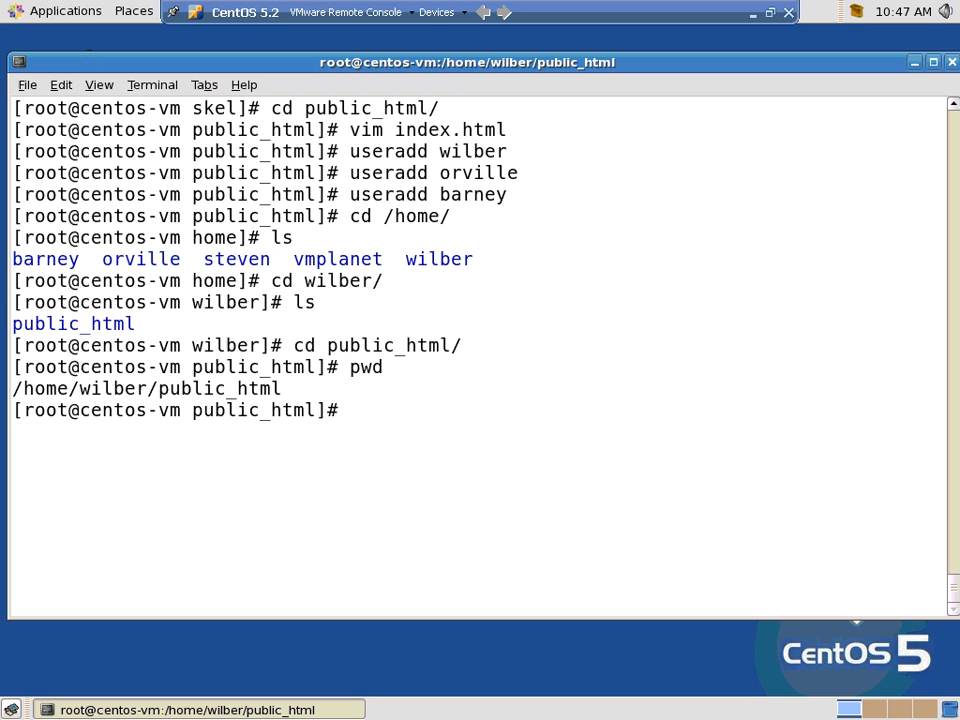 Applications Places CentOS 5.2 VMware Remote Console Devices 10:47 AM
root@centos-vm:/home/wilber/public_html
File Edit View Terminal Tabs Help
[root@centos-vm skel]# cd public_html/
[root@centos-vm public_html]# vim index.html
[root@centos-vm public_html]# useradd wilber
[root@centos-vm public_html]# useradd orville
[root@centos-vm public_html]# useradd barney
[root@centos-vm public_html]# cd /home/
[root@centos-vm home]# ls
barney orville steven vmplanet wilber
[root@centos-vm home]# cd wilber/
[root@centos-vm wilber]# ls
public_html
[root@centos-vm wilber]# cd public_html/
[root@centos-vm public_html]# pwd
/home/wilber/public_html
[root@centos-vm public_html]#
CentOS 5
root@centos-vm:/home/wilber/public_html